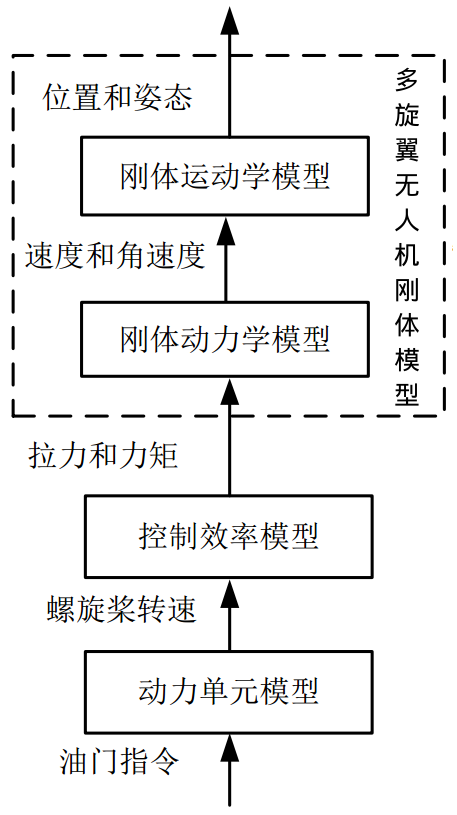 位置和姿态
刚体运动学模型
速度和角速度
刚体动力学模型
多旋翼无人机刚体模型
拉力和力矩
控制效率模型
螺旋桨转速
动力单元模型
油门指令